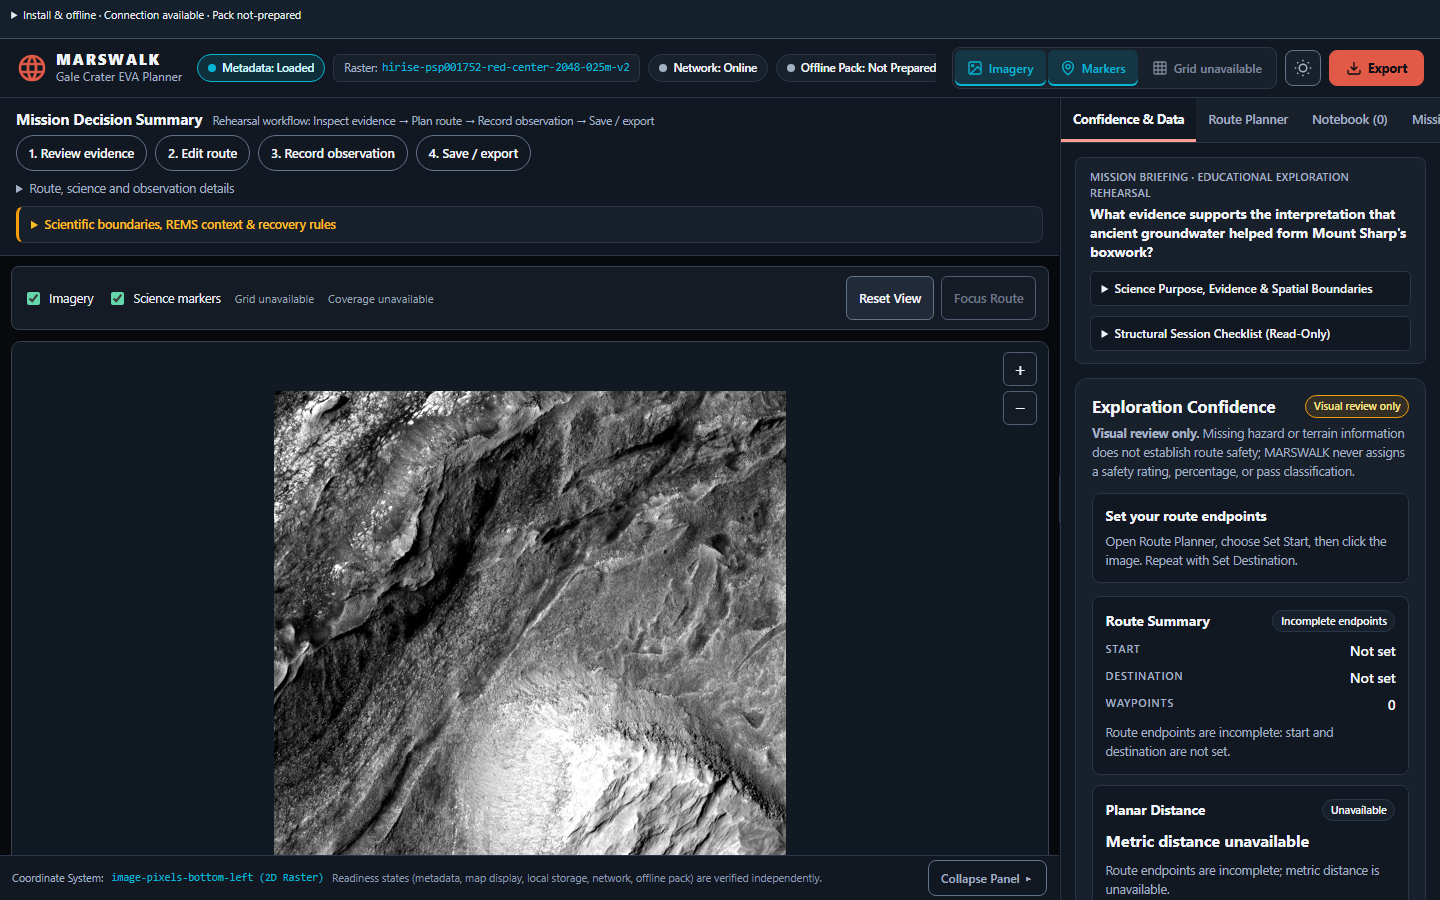 Install & offline · Connection available · Pack not-prepared
MARSWALK
Gale Crater EVA Planner
Metadata: Loaded
Raster: hirise-psp001752-red-center-2048-025m-v2
Network: Online
Offline Pack: Not Prepared
Imagery
Markers
Grid unavailable
Export
Mission Decision Summary
Rehearsal workflow: Inspect evidence → Plan route → Record observation → Save / export
1. Review evidence
2. Edit route
3. Record observation
4. Save / export
Route, science and observation details
Scientific boundaries, REMS context & recovery rules
Imagery
Science markers
Grid unavailable
Coverage unavailable
Reset View
Focus Route
+
−
Coordinate System: image-pixels-bottom-left (2D Raster)
Readiness states (metadata, map display, local storage, network, offline pack) are verified independently.
Collapse Panel
Confidence & Data
Route Planner
Notebook (0)
Missi
MISSION BRIEFING · EDUCATIONAL EXPLORATION
REHEARSAL
What evidence supports the interpretation that
ancient groundwater helped form Mount Sharp's
boxwork?
Science Purpose, Evidence & Spatial Boundaries
Structural Session Checklist (Read-Only)
Exploration Confidence
Visual review only
Visual review only. Missing hazard or terrain information
does not establish route safety; MARSWALK never assigns
a safety rating, percentage, or pass classification.
Set your route endpoints
Open Route Planner, choose Set Start, then click the
image. Repeat with Set Destination.
Route Summary
Incomplete endpoints
START
Not set
DESTINATION
Not set
WAYPOINTS
0
Route endpoints are incomplete: start and
destination are not set.
Planar Distance
Unavailable
Metric distance unavailable
Route endpoints are incomplete; metric distance is
unavailable.